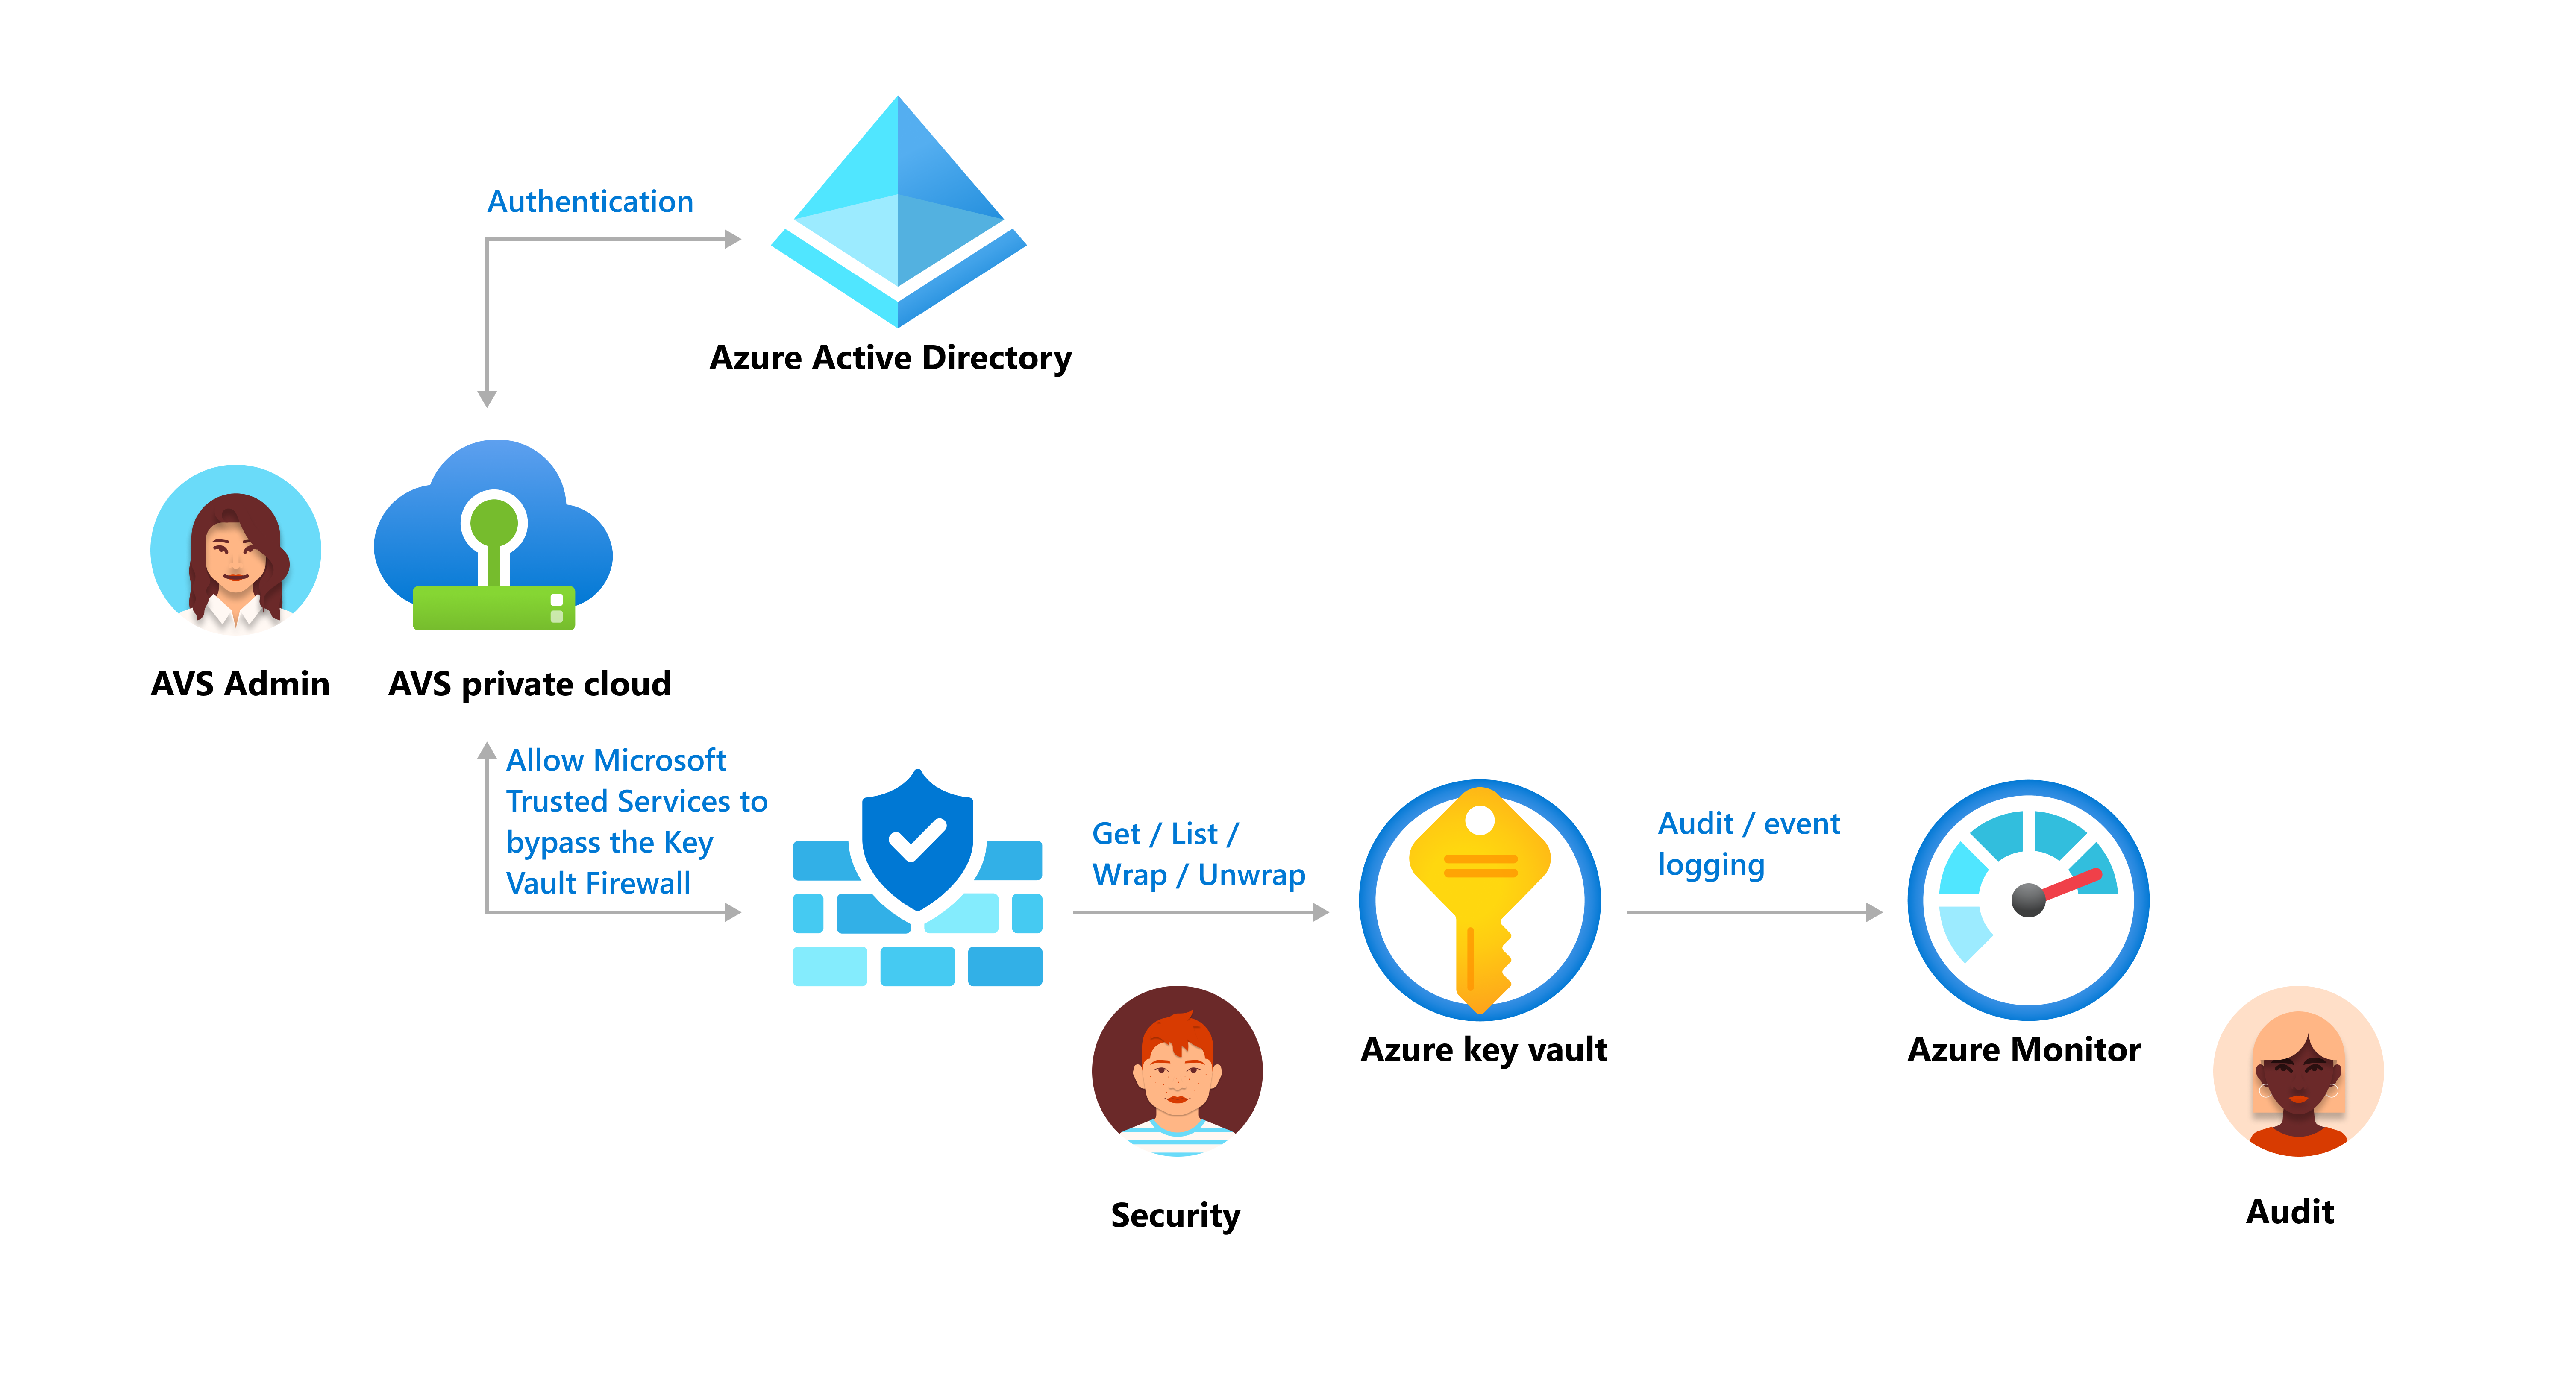 Authentication
Azure Active Directory
AVS Admin
AVS private cloud
Allow Microsoft
Trusted Services to
bypass the Key
Vault Firewall
Get / List /
Wrap / Unwrap
Audit / event
logging
Azure key vault
Azure Monitor
Security
Audit